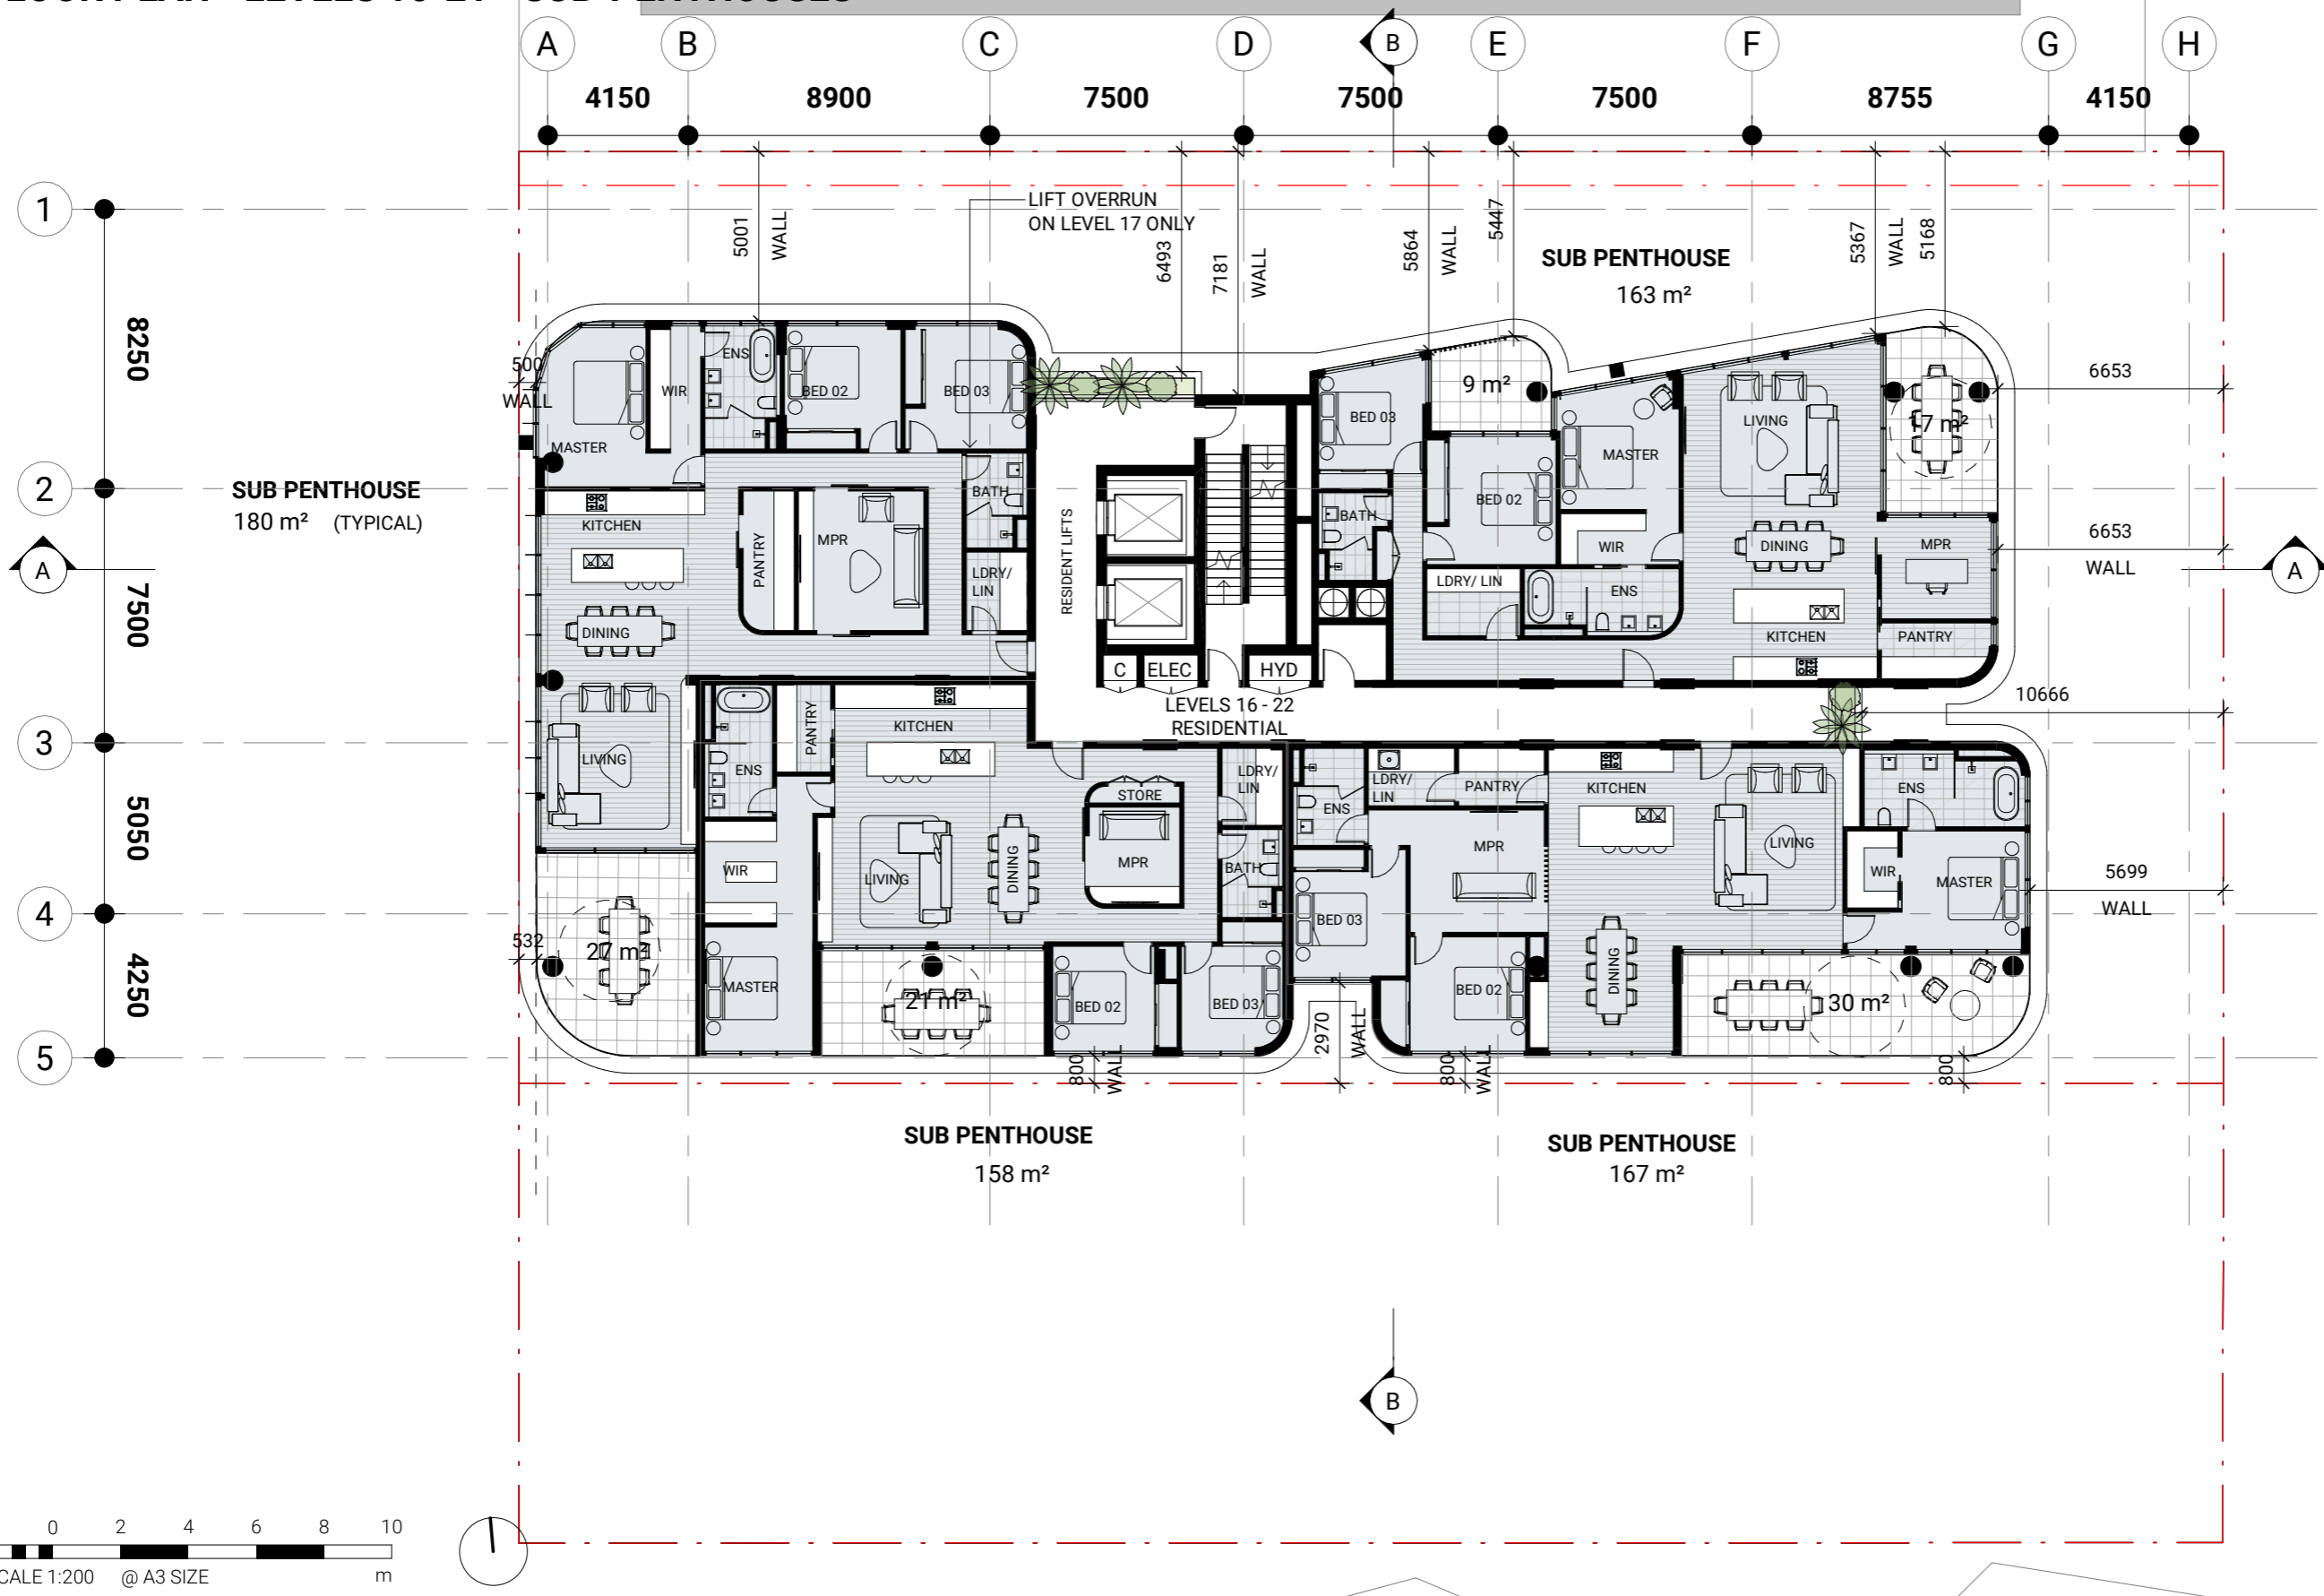 A B C D B E F G H
4150 8900 7500 7500 7500 8755 4150
1
8250
2
7500
3
5050
4
4250
5
LIFT OVERRUN
ON LEVEL 17 ONLY
5001
WALL
6493
7181
WALL
5864
WALL
5447
5367
WALL
5168
SUB PENTHOUSE
163 m²
500
WALL
6653
6653
WALL
10666
5699
WALL
SUB PENTHOUSE
180 m² (TYPICAL)
A
A
MASTER
WIR
ENS
BED 02
BED 03
KITCHEN
PANTRY
MPR
BATH
LDRY/
LIN
DINING
LIVING
27 m²
532
RESIDENT LIFTS
C ELEC HYD
LEVELS 16 - 22
RESIDENTIAL
BED 03
9 m²
BED 02
MASTER
LIVING
17 m²
BATH
WIR
DINING
MPR
LDRY/ LIN
ENS
KITCHEN
PANTRY
ENS
PANTRY
KITCHEN
WIR
LIVING
DINING
STORE
MPR
LDRY/
LIN
BATH
MASTER
21 m²
BED 02
BED 03
ENS
LDRY/
LIN
PANTRY
KITCHEN
MPR
LIVING
ENS
WIR
MASTER
BED 03
BED 02
DINING
30 m²
800
WALL
2970
WALL
800
WALL
800
SUB PENTHOUSE
158 m²
SUB PENTHOUSE
167 m²
B
0 2 4 6 8 10
CALE 1:200 @ A3 SIZE m